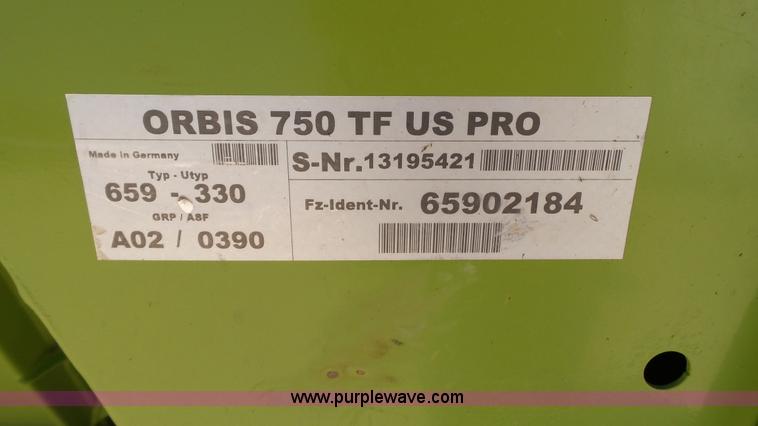 ORBIS 750 TF US PRO
Made in Germany
Typ - Utyp
659 - 330
GRP / ASF
A02 / 0390
S-Nr.13195421
Fz-Ident-Nr. 65902184
www.purplewave.com